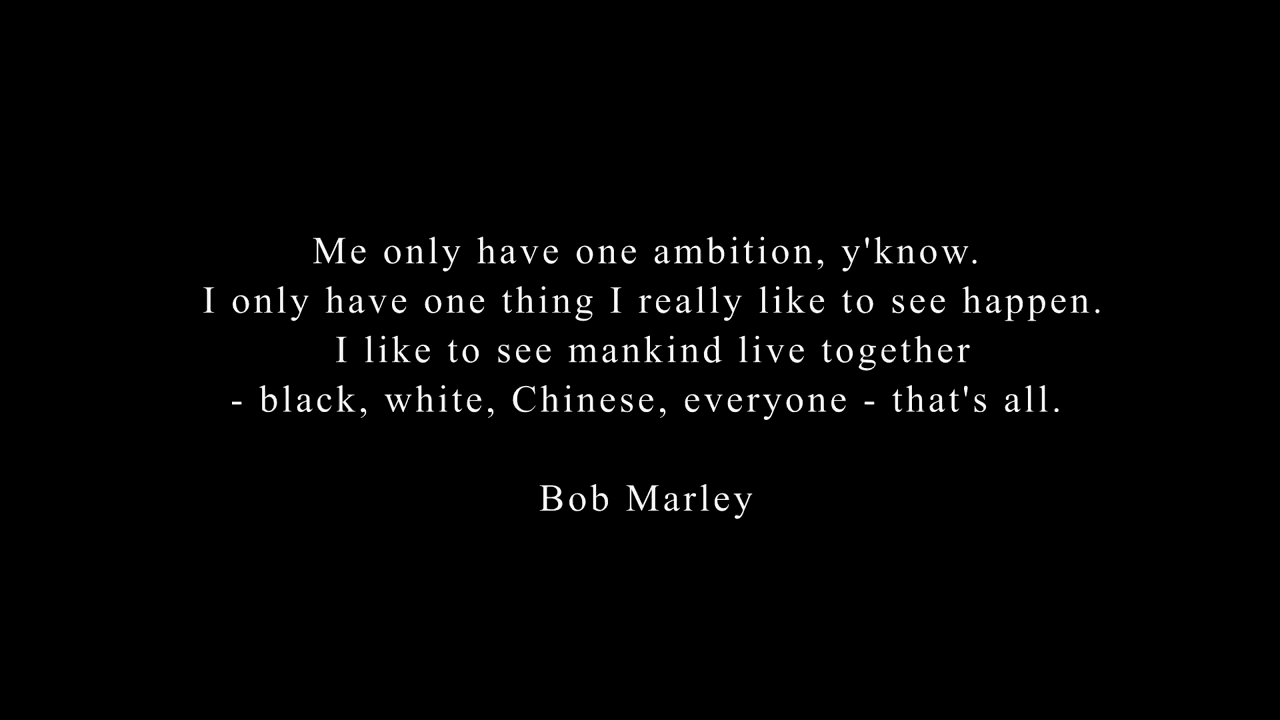 Me only have one ambition, y'know.
I only have one thing I really like to see happen.
I like to see mankind live together
- black, white, Chinese, everyone - that's all.
Bob Marley